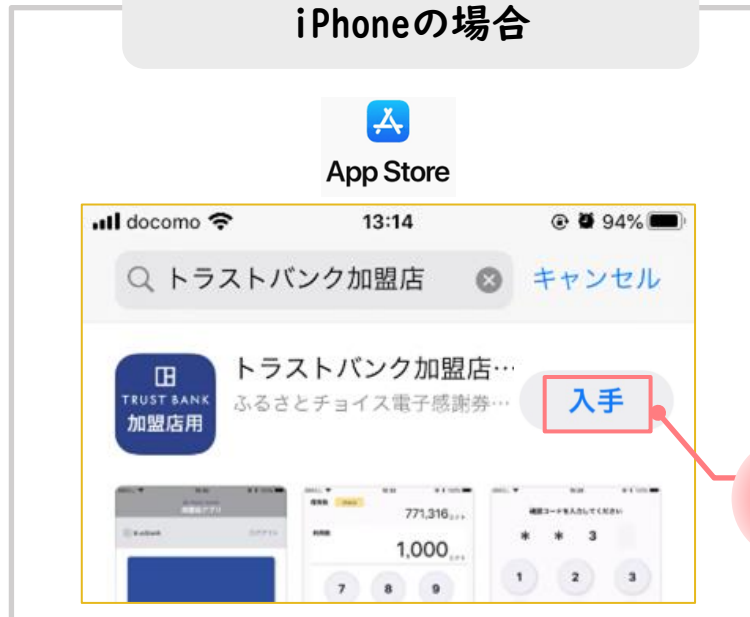 iPhoneの場合
App Store
docomo 13:14 94%
トラストバンク加盟店 キャンセル
トラストバンク加盟店…
TRUST BANK
加盟店用
ふるさとチョイス電子感謝券…
入手
771,316
1,000
確認コードを入力してください
* * 3
7 8 9
1 2 3